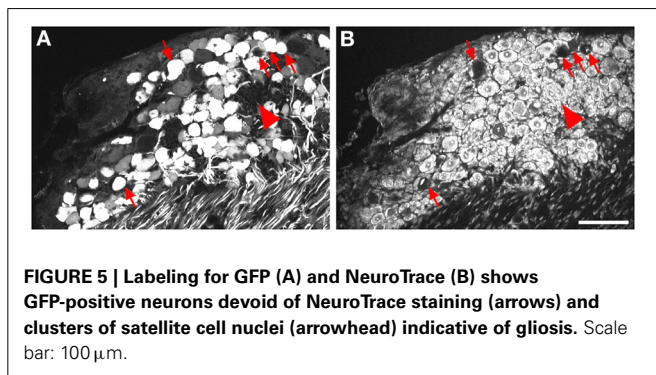 A B
FIGURE 5 | Labeling for GFP (A) and NeuroTrace (B) shows
GFP-positive neurons devoid of NeuroTrace staining (arrows) and
clusters of satellite cell nuclei (arrowhead) indicative of gliosis. Scale
bar: 100 μm.